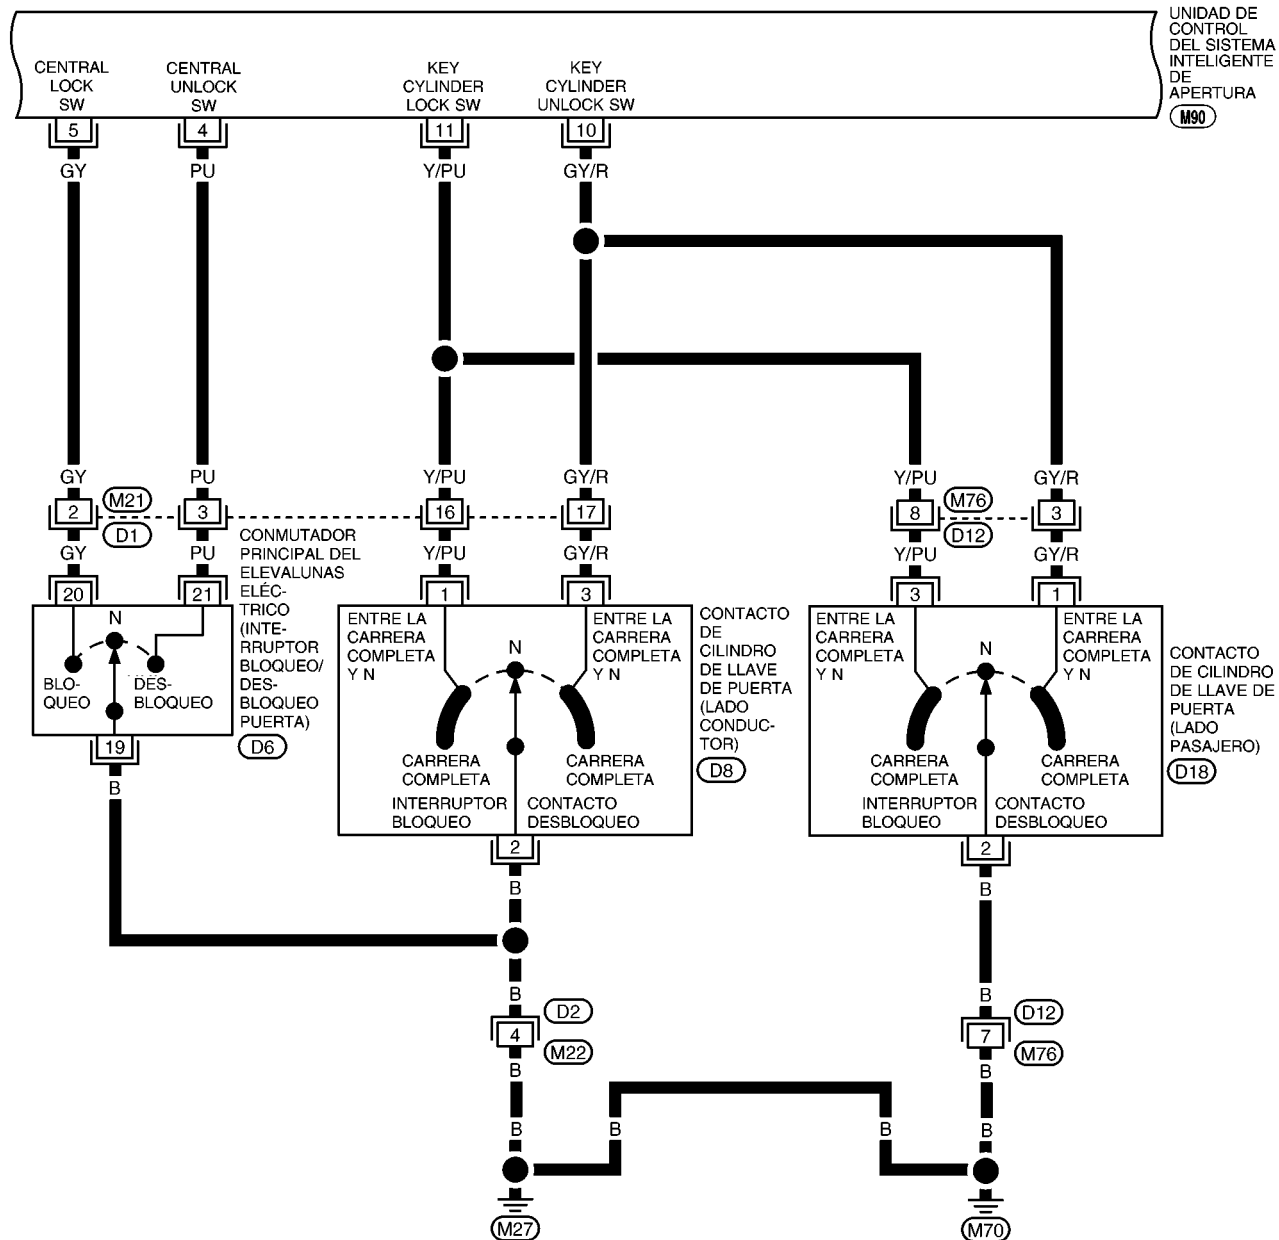 UNIDAD DE
CONTROL
DEL SISTEMA
INTELIGENTE
DE
APERTURA
M90
CENTRAL
LOCK
SW
CENTRAL
UNLOCK
SW
KEY
CYLINDER
LOCK SW
KEY
CYLINDER
UNLOCK SW
5
4
11
10
GY
PU
Y/PU
GY/R
GY
PU
Y/PU
GY/R
Y/PU
GY/R
2
M21
3
16
17
8
M76
3
D1
D12
GY
PU
Y/PU
GY/R
Y/PU
GY/R
20
21
1
3
3
1
CONMUTADOR
PRINCIPAL DEL
ELEVALUNAS
ELÉC-
TRICO
(INTE-
RRUPTOR
BLOQUEO/
DES-
BLOQUEO
PUERTA)
D6
N
BLO-
QUEO
DES-
BLOQUEO
19
B
ENTRE LA
CARRERA
COMPLETA
Y N
N
ENTRE LA
CARRERA
COMPLETA
Y N
CARRERA
COMPLETA
CARRERA
COMPLETA
INTERRUPTOR
BLOQUEO
CONTACTO
DESBLOQUEO
CONTACTO
DE
CILINDRO
DE LLAVE
DE PUERTA
(LADO
CONDUC-
TOR)
D8
ENTRE LA
CARRERA
COMPLETA
Y N
N
ENTRE LA
CARRERA
COMPLETA
Y N
CARRERA
COMPLETA
CARRERA
COMPLETA
INTERRUPTOR
BLOQUEO
CONTACTO
DESBLOQUEO
CONTACTO
DE CILINDRO
DE LLAVE DE
PUERTA
(LADO
PASAJERO)
D18
2
2
B
B
B
B
D2
4
M22
D12
7
M76
B
B
B
B
B
B
M27
M70